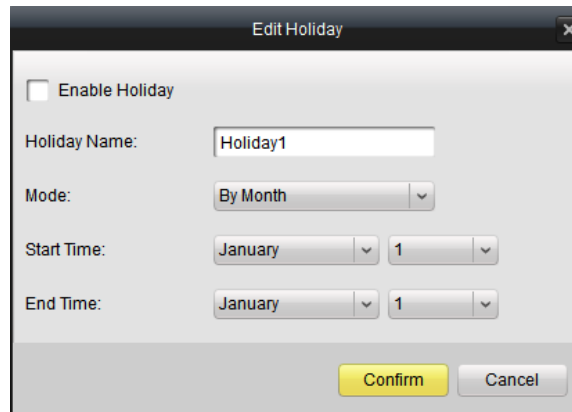 Edit Holiday
Enable Holiday
Holiday Name: Holiday1
Mode: By Month
Start Time: January 1
End Time: January 1
Confirm Cancel